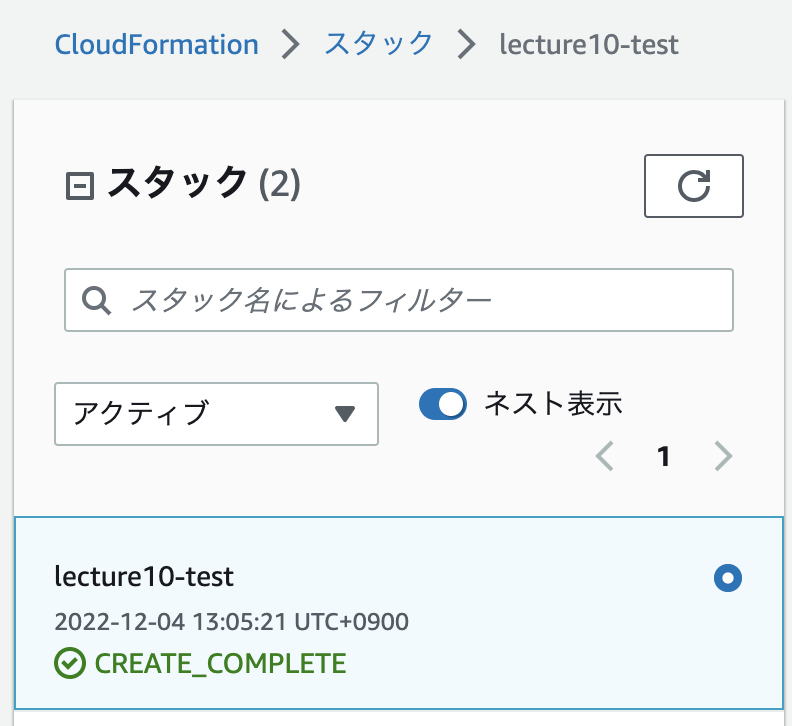 CloudFormation > スタック > lecture10-test
スタック (2)
スタック名によるフィルター
アクティブ
ネスト表示
1
lecture10-test
2022-12-04 13:05:21 UTC+0900
CREATE_COMPLETE